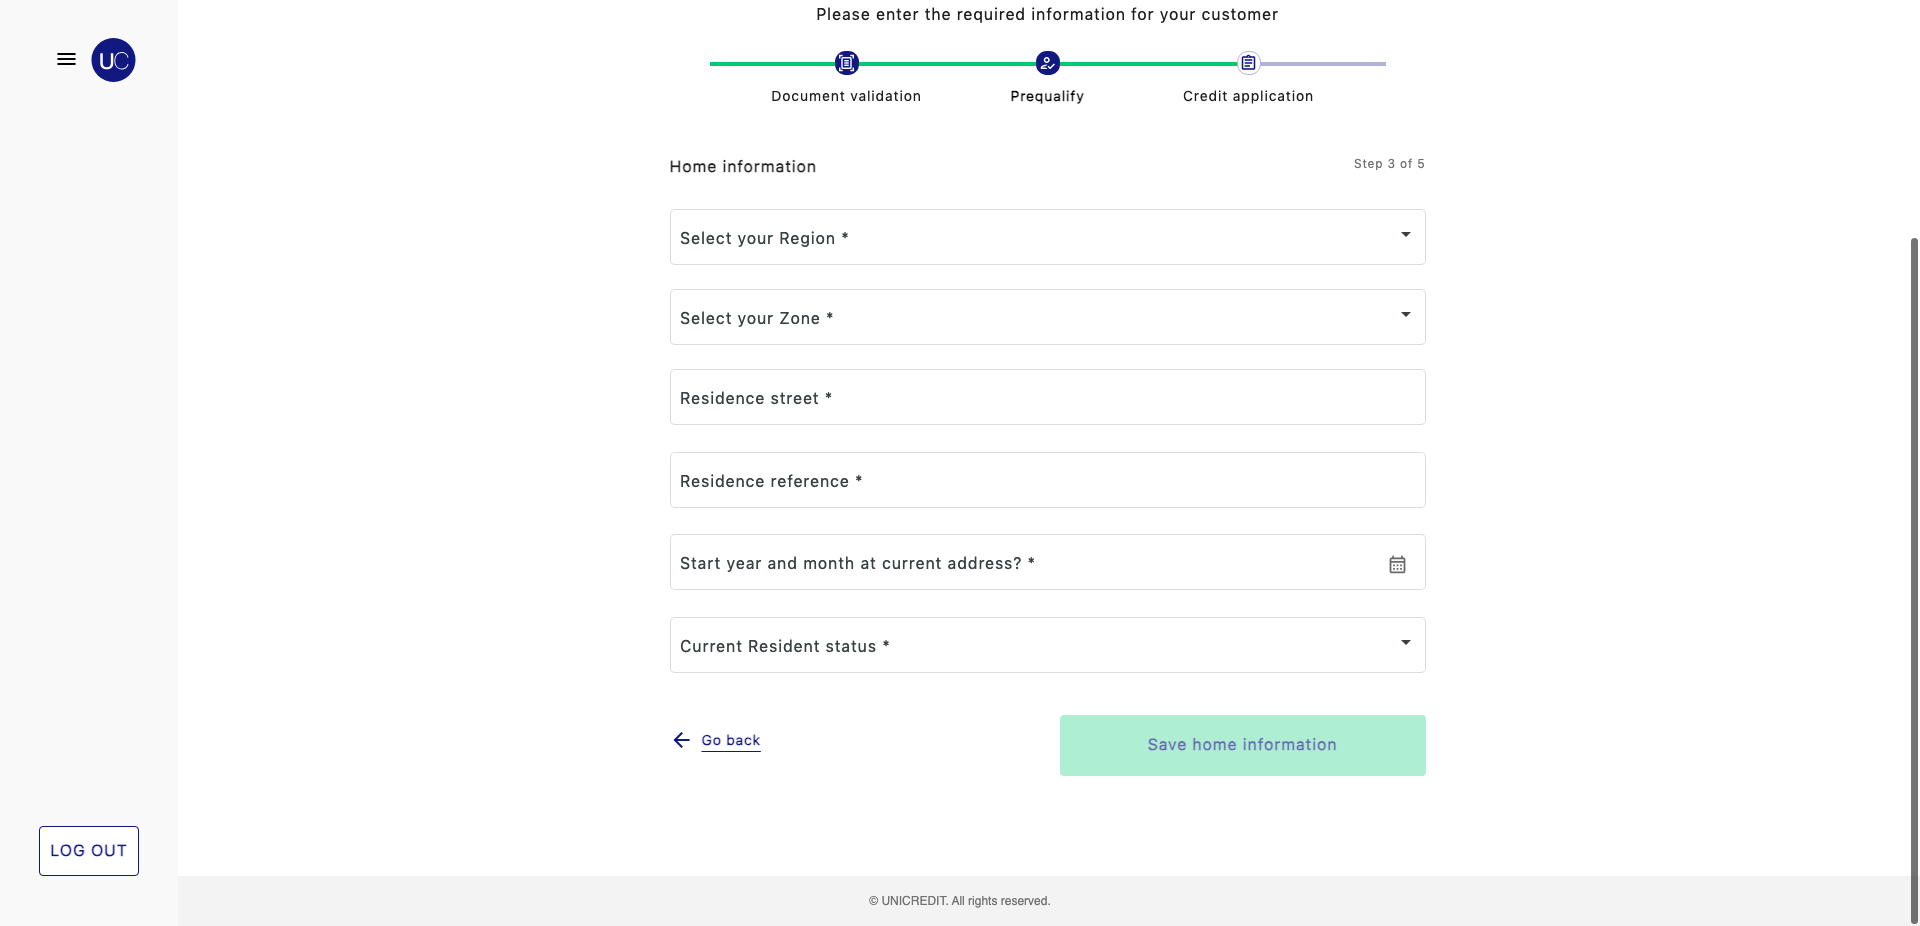 Please enter the required information for your customer
UC
Document validation
Prequalify
Credit application
Home information
Step 3 of 5
Select your Region *
Select your Zone *
Residence street *
Residence reference *
Start year and month at current address? *
Current Resident status *
Go back
Save home information
LOG OUT
© UNICREDIT. All rights reserved.